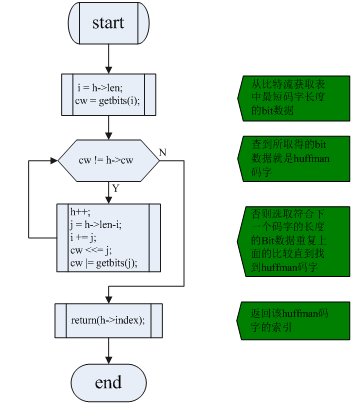 start
i = h->len;
cw = getbits(i);
从比特流获取表
中最短码字长度
的bit数据
cw != h->cw
N
Y
查到所取得的bit
数据就是huffman
码字
h++;
j = h->len-i;
i += j;
cw <<= j;
cw |= getbits(j);
否则选取符合下
一个码字的长度
的Bit数据重复上
面的比较直到找
到huffman码字
return(h->index);
返回该huffman码
字的索引
end